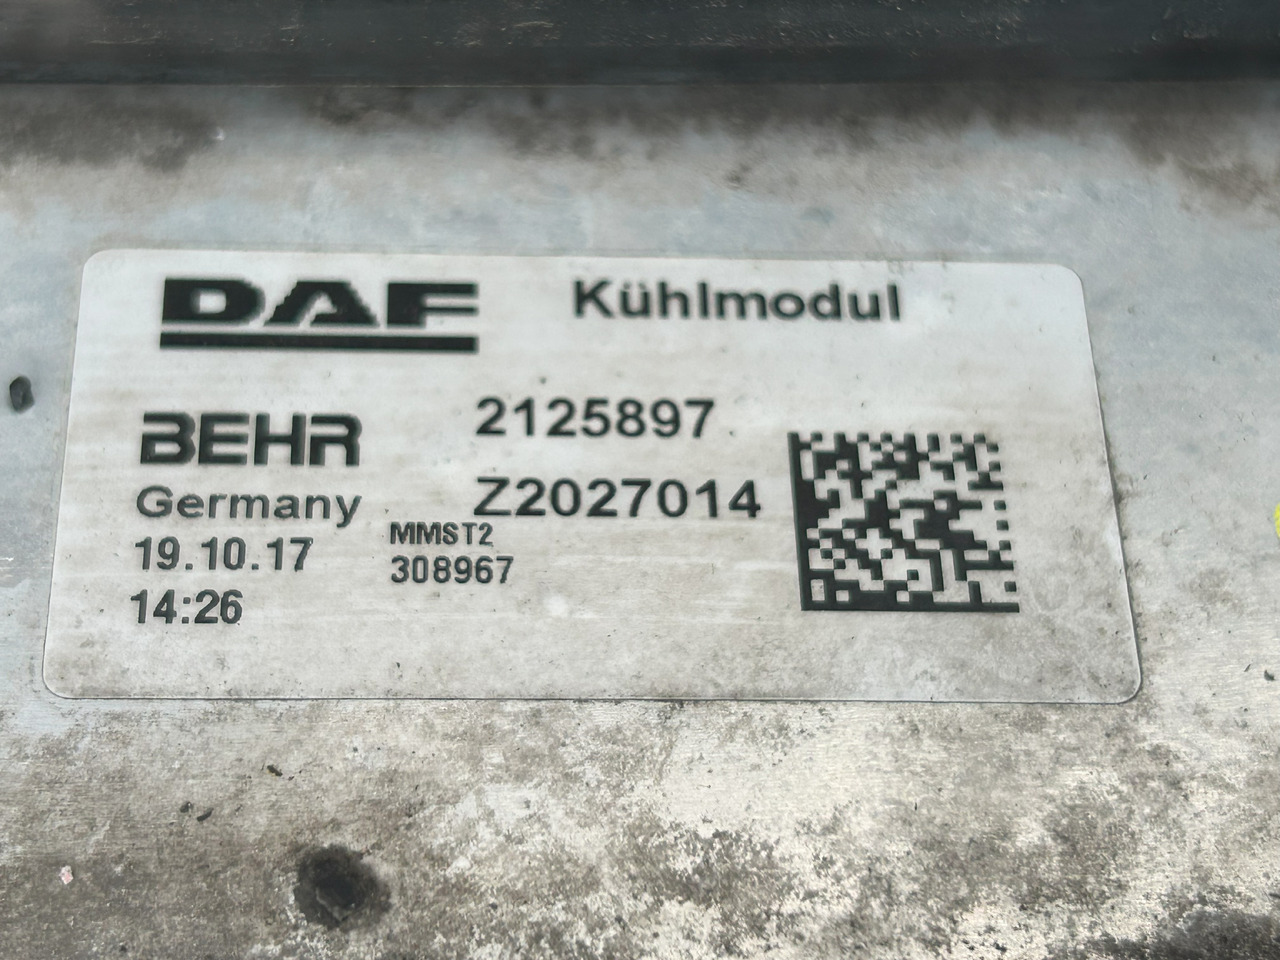 DAF Kühlmodul
BEHR 2125897
Germany Z2027014
19.10.17 MMST2
14:26 308967